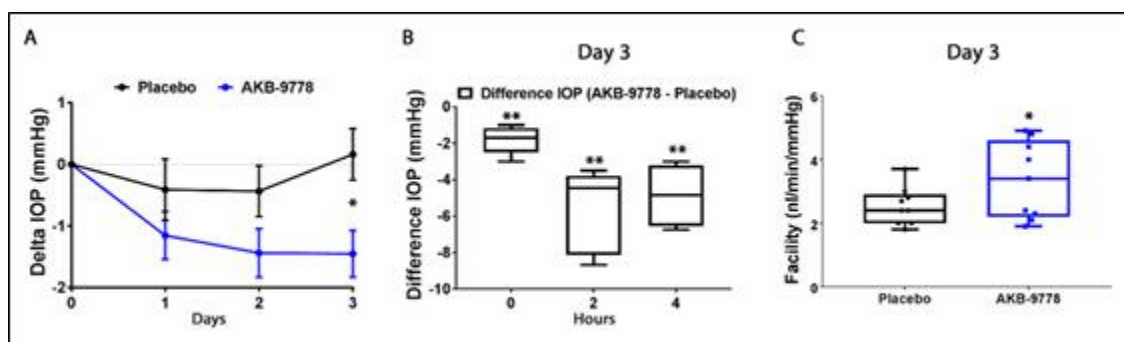 A
Placebo AKB-9778
Delta IOP (mmHg)
1
0
-1
-2
*
0 1 2 3
Days
B
Day 3
Difference IOP (AKB-9778 - Placebo)
Difference IOP (mmHg)
-2
-4
-6
-8
-10
** ** **
0 2 4
Hours
C
Day 3
Facility (nl/min/mmHg)
6
4
2
0
*
Placebo AKB-9778